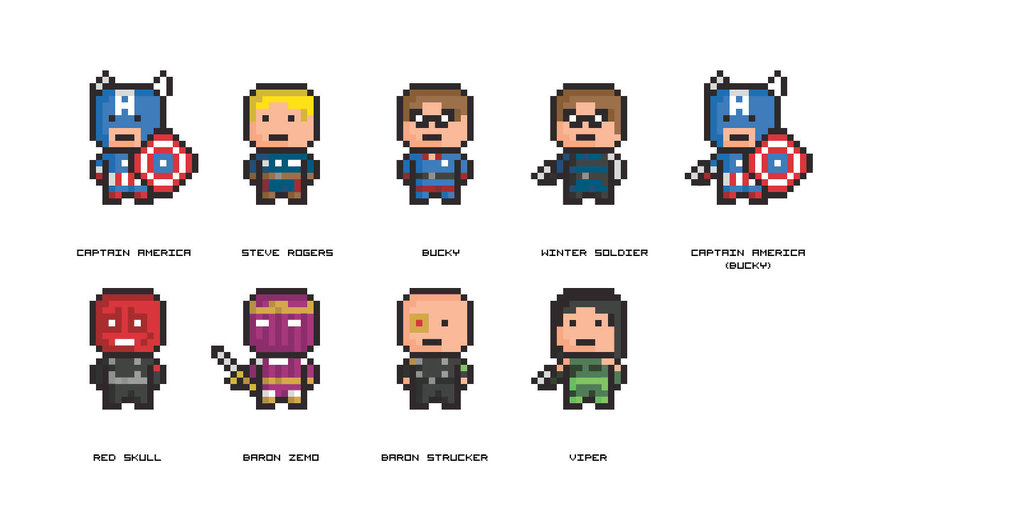 CAPTAIN AMERICA
STEVE ROGERS
BUCKY
WINTER SOLDIER
CAPTAIN AMERICA
(BUCKY)
RED SKULL
BARON ZEMO
BARON STRUCKER
VIPER